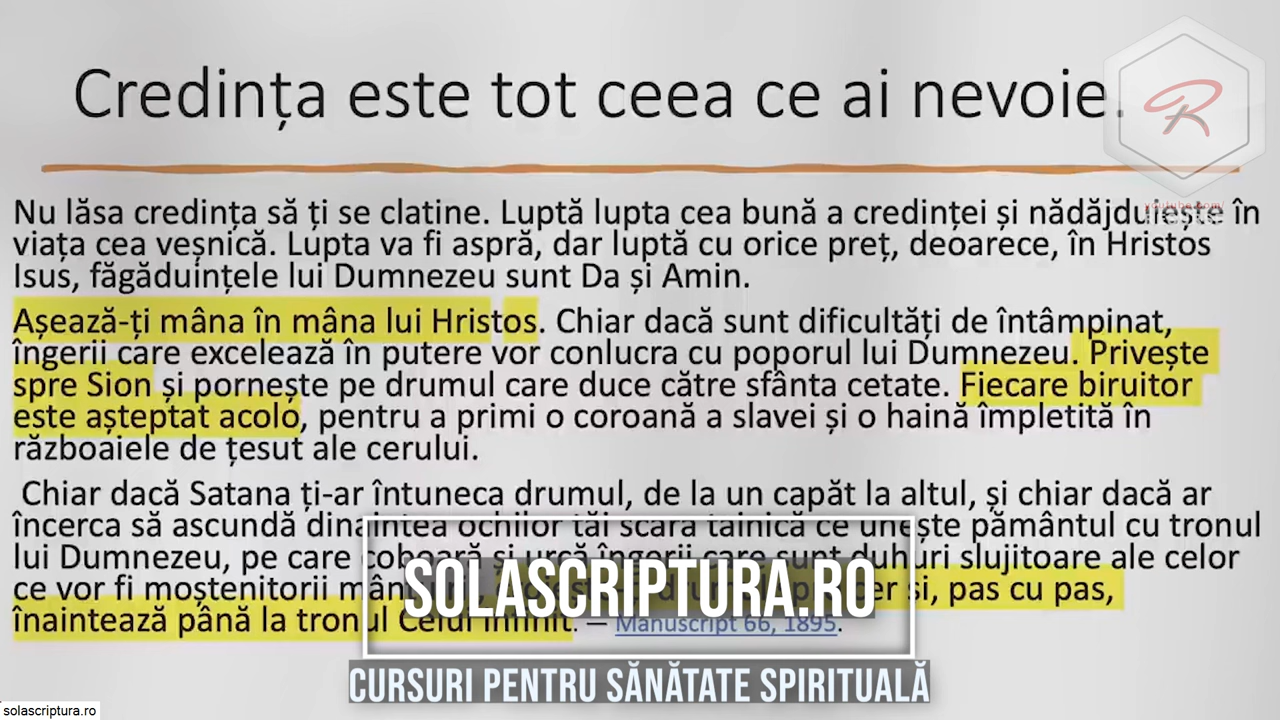 Credința este tot ceea ce ai nevoie.
R
youtube.com/
Nu lăsa credința să ți se clatine. Luptă lupta cea bună a credinței și nădăjduiește în
viața cea veșnică. Lupta va fi aspră, dar luptă cu orice preț, deoarece, în Hristos
Isus, făgăduințele lui Dumnezeu sunt Da și Amin.
Așează-ți mâna în mâna lui Hristos. Chiar dacă sunt dificultăți de întâmpinat,
îngerii care excelează în putere vor conlucra cu poporul lui Dumnezeu. Privește
spre Sion și pornește pe drumul care duce către sfânta cetate. Fiecare biruitor
este așteptat acolo, pentru a primi o coroană a slavei și o haină împletită în
războaiele de țesut ale cerului.
Chiar dacă Satana ți-ar întuneca drumul, de la un capăt la altul, și chiar dacă ar
încerca să ascundă dinaintea ochilor tăi scara tainică ce unește pământul cu tronul
lui Dumnezeu, pe care coboară și urcă îngerii care sunt duhuri slujitoare ale celor
ce vor fi moștenitorii și, pas cu pas,
înaintează până la tronul Celui Infinit. — Manuscript 66, 1895.
SOLASCRIPTURA.RO
CURSURI PENTRU SĂNĂTATE SPIRITUALĂ
solascriptura.ro